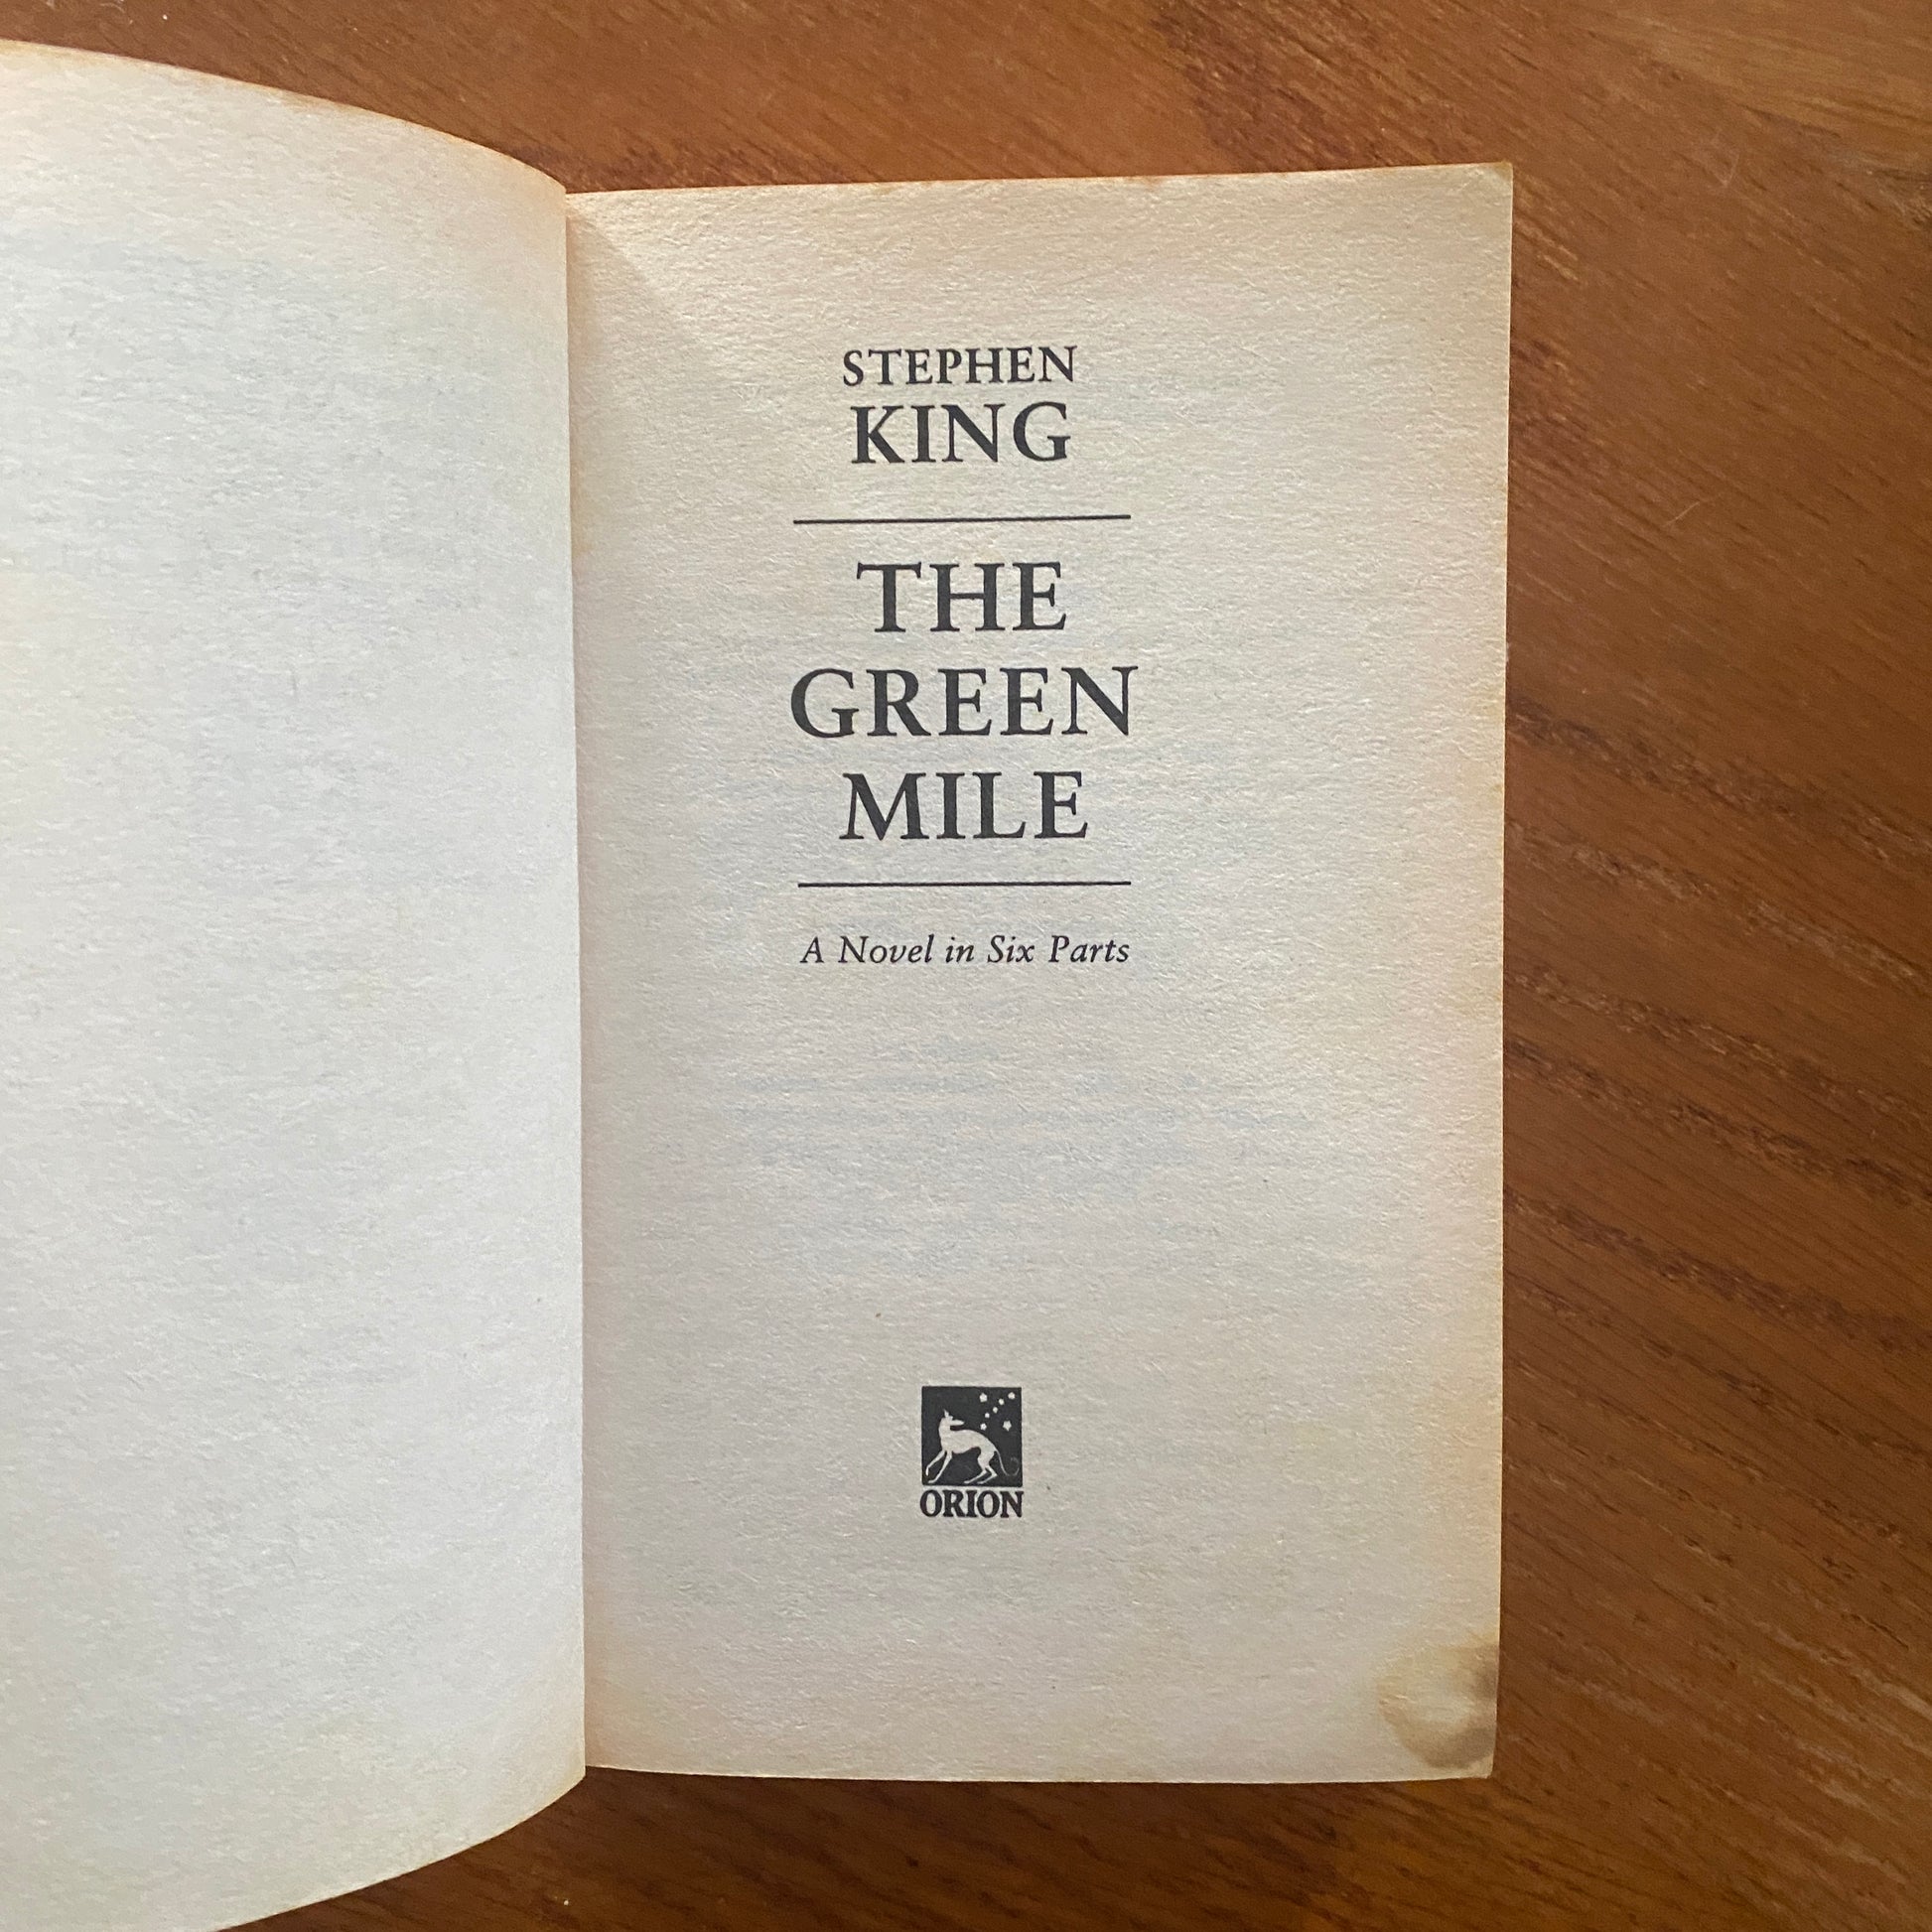 STEPHEN
KING
THE
GREEN
MILE
A Novel in Six Parts
ORION